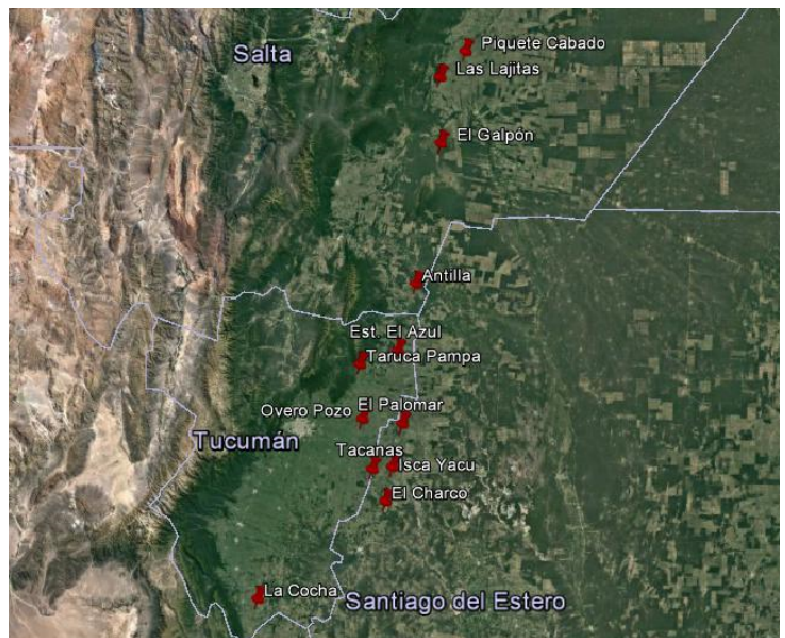 Salta
Piquete Cabado
Las Lajitas
El Galpón
Antilla
Est. El Azul
Taruca Pampa
Overo Pozo
El Palomar
Tucumán
Tacanas
Isca Yacu
El Charco
La Cocha
Santiago del Estero